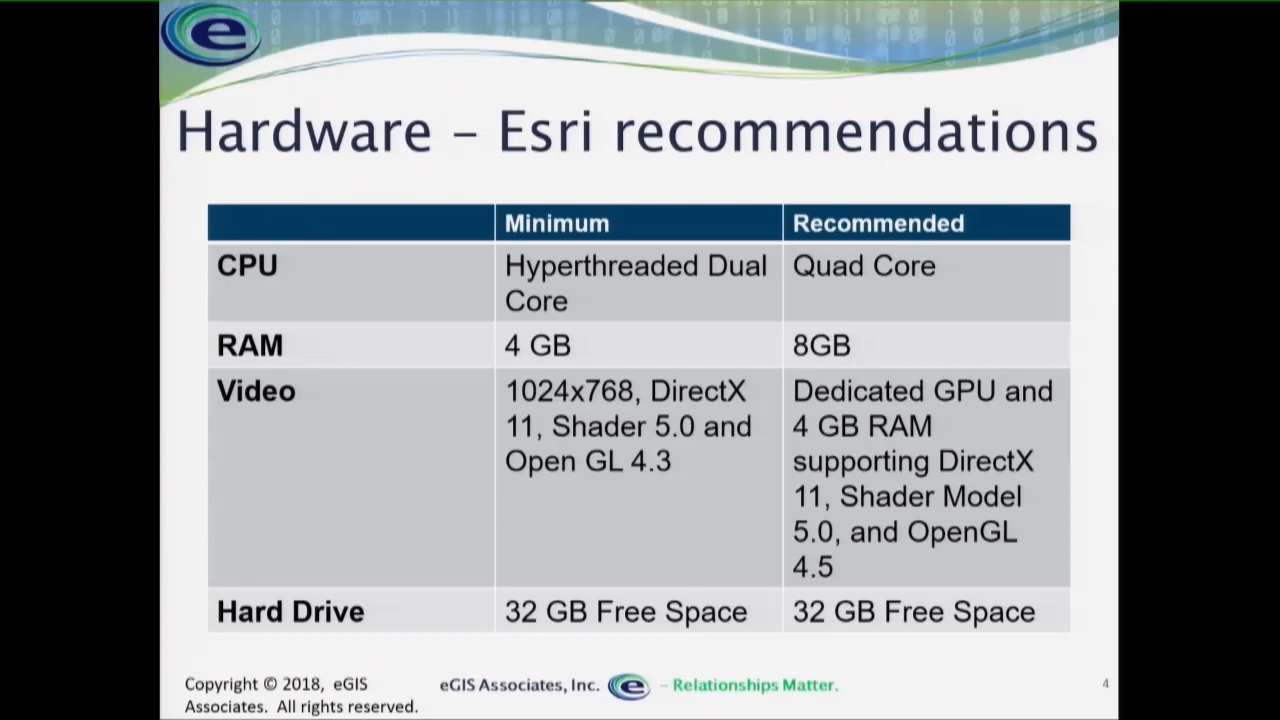 e
Hardware – Esri recommendations
Minimum
Recommended
CPU
Hyperthreaded Dual
Core
Quad Core
RAM
4 GB
8GB
Video
1024x768, DirectX
11, Shader 5.0 and
Open GL 4.3
Dedicated GPU and
4 GB RAM
supporting DirectX
11, Shader Model
5.0, and OpenGL
4.5
Hard Drive
32 GB Free Space
32 GB Free Space
Copyright © 2018, eGIS
Associates. All rights reserved.
eGIS Associates, Inc. e – Relationships Matter.
4